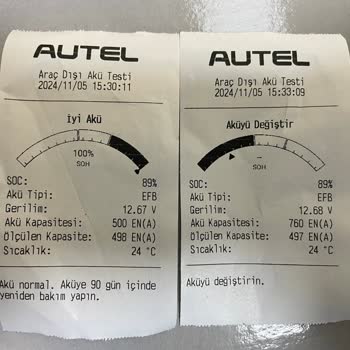 AUTEL
Araç Dışı Akü Testi
2024/11/05 15:30:11
İyi Akü
100%
SOH
SOC: 89%
Akü Tipi: EFB
Gerilim: 12.67 V
Akü Kapasitesi: 500 EN(A)
Ölçülen Kapasite: 498 EN(A)
Sıcaklık: 24 °C
Akü normal. Aküye 90 gün içinde
yeniden bakım yapın.
AUTEL
Araç Dışı Akü Testi
2024/11/05 15:33:09
Aküyü Değiştir
—
SOH
SOC: 89%
Akü Tipi: EFB
Gerilim: 12.68 V
Akü Kapasitesi: 760 EN(A)
Ölçülen Kapasite: 497 EN(A)
Sıcaklık: 24 °C
Aküyü değiştirin.